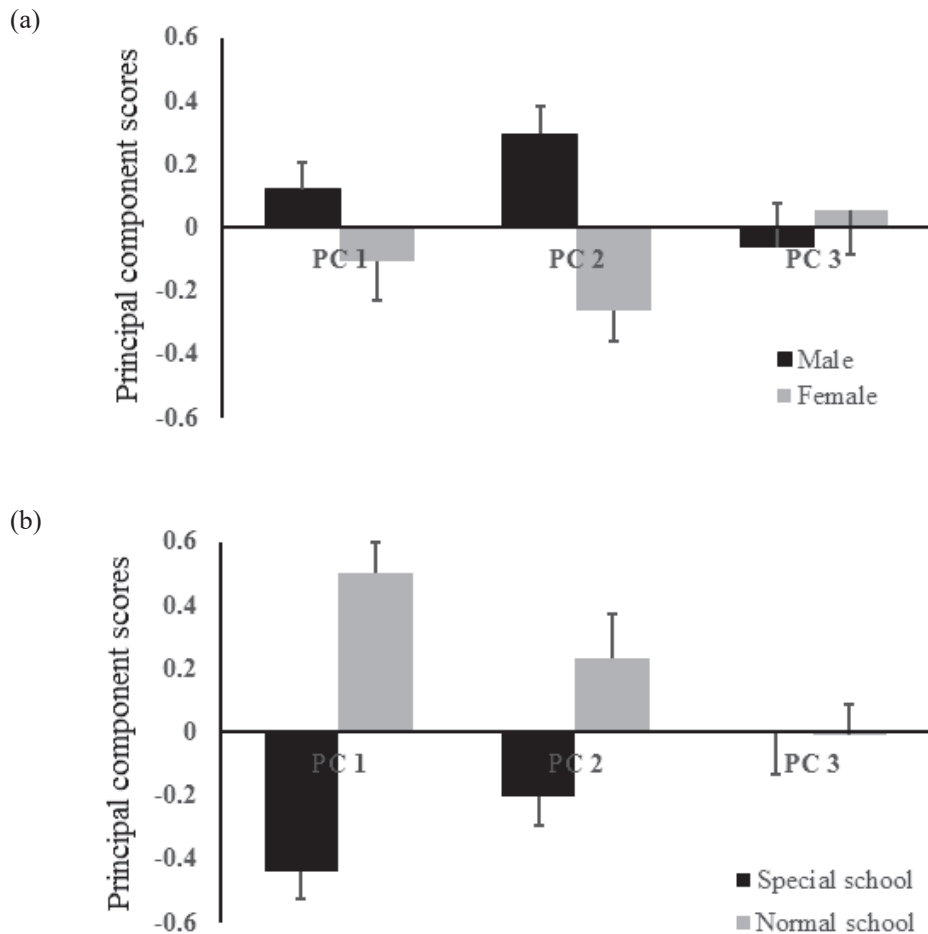 (a)
Principal component scores
0.6
0.4
0.2
0
-0.2
-0.4
-0.6
PC 1
PC 2
PC 3
Male
Female
(b)
Principal component scores
0.6
0.4
0.2
0
-0.2
-0.4
-0.6
PC 1
PC 2
PC 3
Special school
Normal school